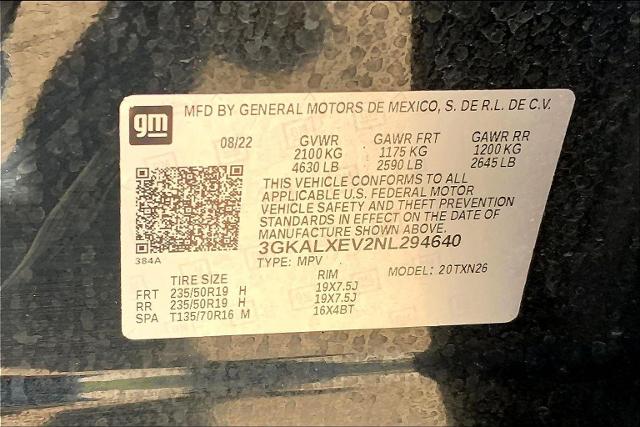 gm
MFD BY GENERAL MOTORS DE MEXICO, S. DE R.L. DE C.V.
08/22 GVWR GAWR FRT GAWR RR
2100 KG 1175 KG 1200 KG
4630 LB 2590 LB 2645 LB
THIS VEHICLE CONFORMS TO ALL
APPLICABLE U.S. FEDERAL MOTOR
VEHICLE SAFETY AND THEFT PREVENTION
STANDARDS IN EFFECT ON THE DATE OF
MANUFACTURE SHOWN ABOVE.
3GKALXEV2NL294640
384A
TYPE: MPV MODEL: 20TXN26
TIRE SIZE RIM
FRT 235/50R19 H 19X7.5J
RR 235/50R19 H 19X7.5J
SPA T135/70R16 M 16X4BT